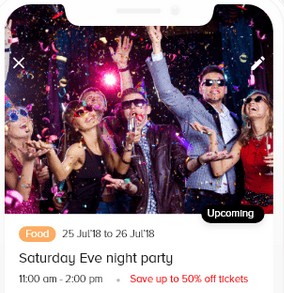 Upcoming
Food 25 Jul'18 to 26 Jul'18
Saturday Eve night party
11:00 am - 2:00 pm • Save up to 50% off tickets